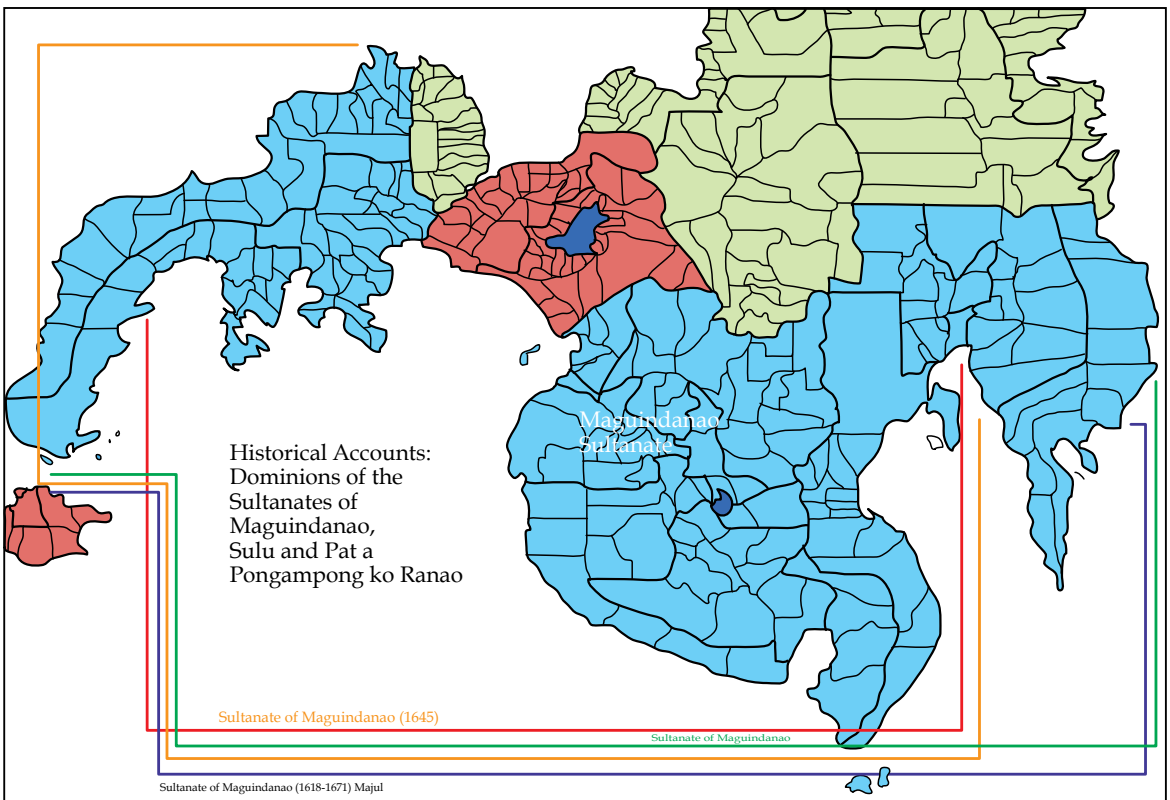 Maguindanao
Sultanate
Historical Accounts:
Dominions of the
Sultanates of
Maguindanao,
Sulu and Pat a
Pongampong ko Ranao
Sultanate of Maguindanao (1645)
Sultanate of Maguindanao
Sultanate of Maguindanao (1618-1671) Majul